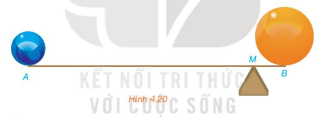 M
A
B
KẾT NỐI TRI THỨC
Hình 4.20
VỚI CUỘC SỐNG